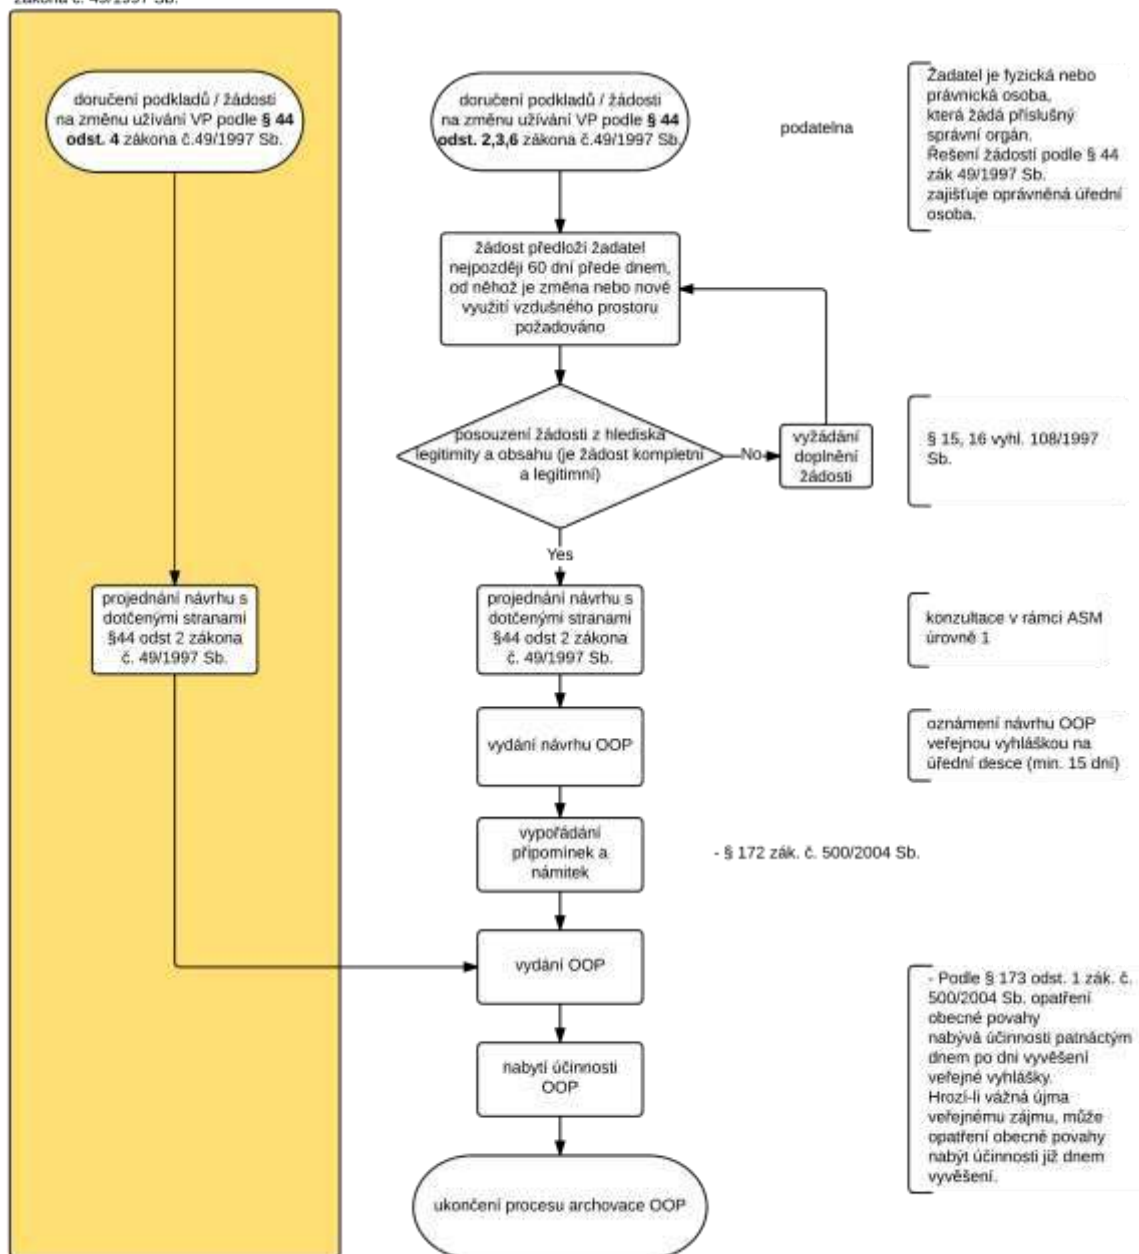 doručení podkladů / žádosti
na změnu užívání VP podle § 44
odst. 4 zákona č.49/1997 Sb.
doručení podkladů / žádosti
na změnu užívání VP podle § 44
odst. 2,3,6 zákona č.49/1997 Sb.
podatelna
Žadatel je fyzická nebo
právnická osoba,
která žádá příslušný
správní orgán.
Řešení žádostí podle § 44
zák 49/1997 Sb.
zajišťuje oprávněná úřední
osoba.
žádost předloží žadatel
nejpozději 60 dní přede dnem,
od něhož je změna nebo nové
využití vzdušného prostoru
požadováno
posouzení žádosti z hlediska
legitimity a obsahu (je žádost kompletní
a legitimní)
No
vyžádání
doplnění
žádosti
§ 15, 16 vyhl. 108/1997
Sb.
Yes
projednání návrhu s
dotčenými stranami
§44 odst 2 zákona
č. 49/1997 Sb.
projednání návrhu s
dotčenými stranami
§44 odst 2 zákona
č. 49/1997 Sb.
konzultace v rámci ASM
úrovně 1
vydání návrhu OOP
oznámení návrhu OOP
veřejnou vyhláškou na
úřední desce (min. 15 dní)
vypořádání
připomínek a
námitek
- § 172 zák. č. 500/2004 Sb.
vydání OOP
- Podle § 173 odst. 1 zák. č.
500/2004 Sb. opatření
obecné povahy
nabývá účinnosti patnáctým
dnem po dni vyvěšení
veřejné vyhlášky.
Hrozí-li vážná újma
veřejnému zájmu, může
opatření obecné povahy
nabýt účinnosti již dnem
vyvěšení.
nabytí účinnosti
OOP
ukončení procesu archovace OOP